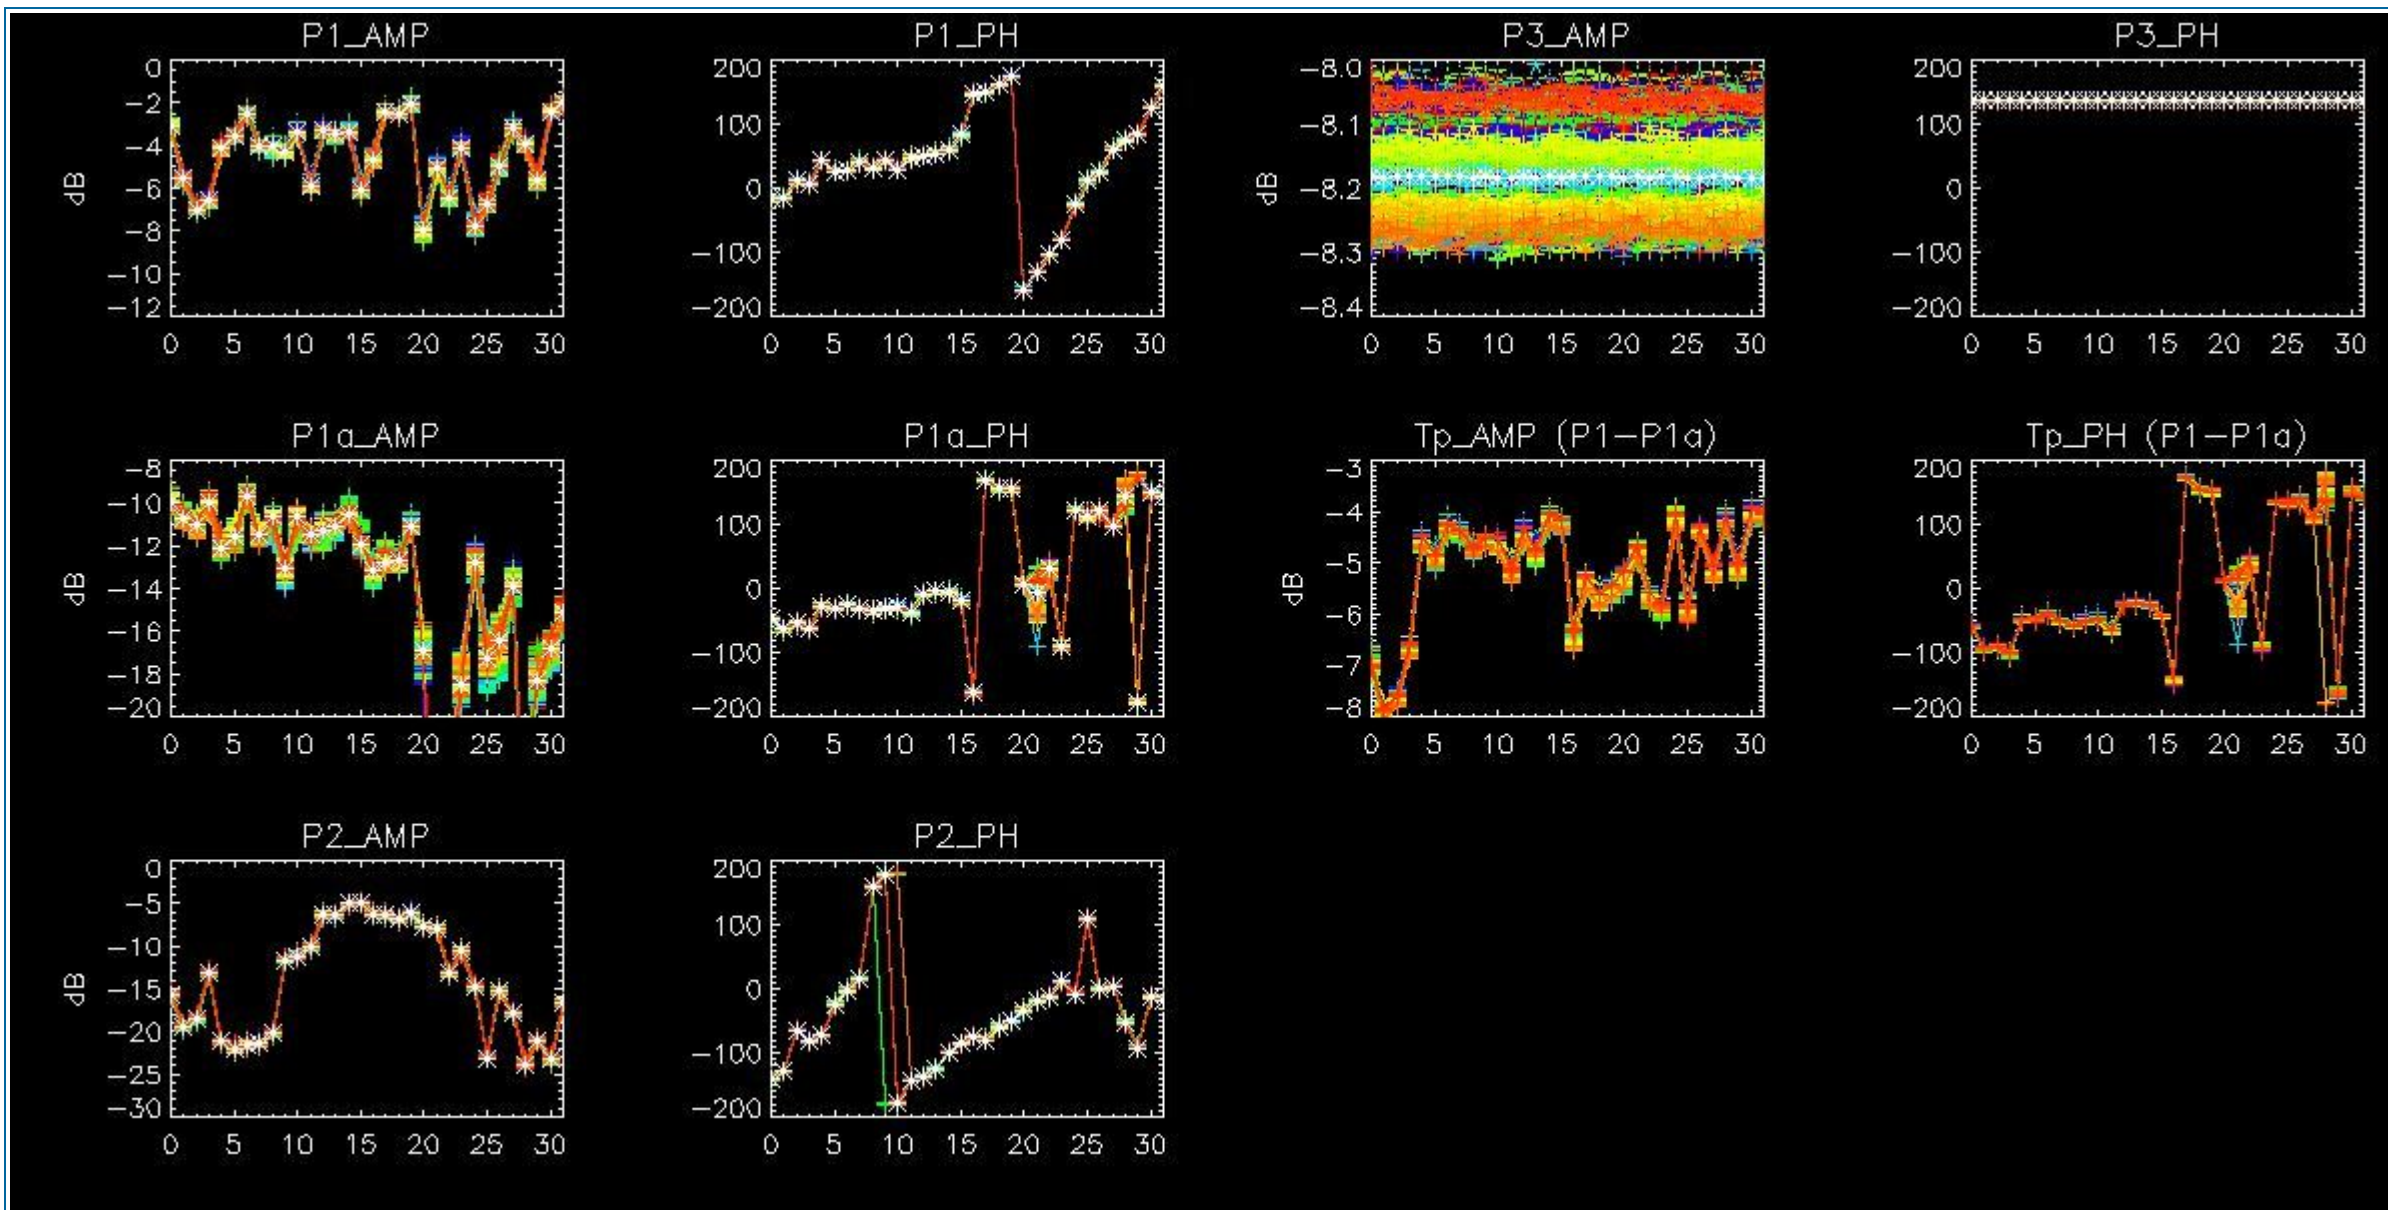 P1_AMP P1_PH P3_AMP P3_PH
0 200 -8.0 200
-2
-4 100 -8.1 100
dB -6 0 dB -8.2 0
-8
-10 -100 -8.3 -100
-12 -200 -8.4 -200
0 5 10 15 20 25 30 0 5 10 15 20 25 30 0 5 10 15 20 25 30 0 5 10 15 20 25 30
P1a_AMP P1a_PH Tp_AMP (P1-P1a) Tp_PH (P1-P1a)
-8 200 -3 200
-10 100 -4 100
-12
dB -14 0 dB -5 0
-16 -100 -6 -100
-18 -7
-20 -200 -8 -200
0 5 10 15 20 25 30 0 5 10 15 20 25 30 0 5 10 15 20 25 30 0 5 10 15 20 25 30
P2_AMP P2_PH
0 200
-5 100
-10
dB -15 0
-20 -100
-25
-30 -200
0 5 10 15 20 25 30 0 5 10 15 20 25 30